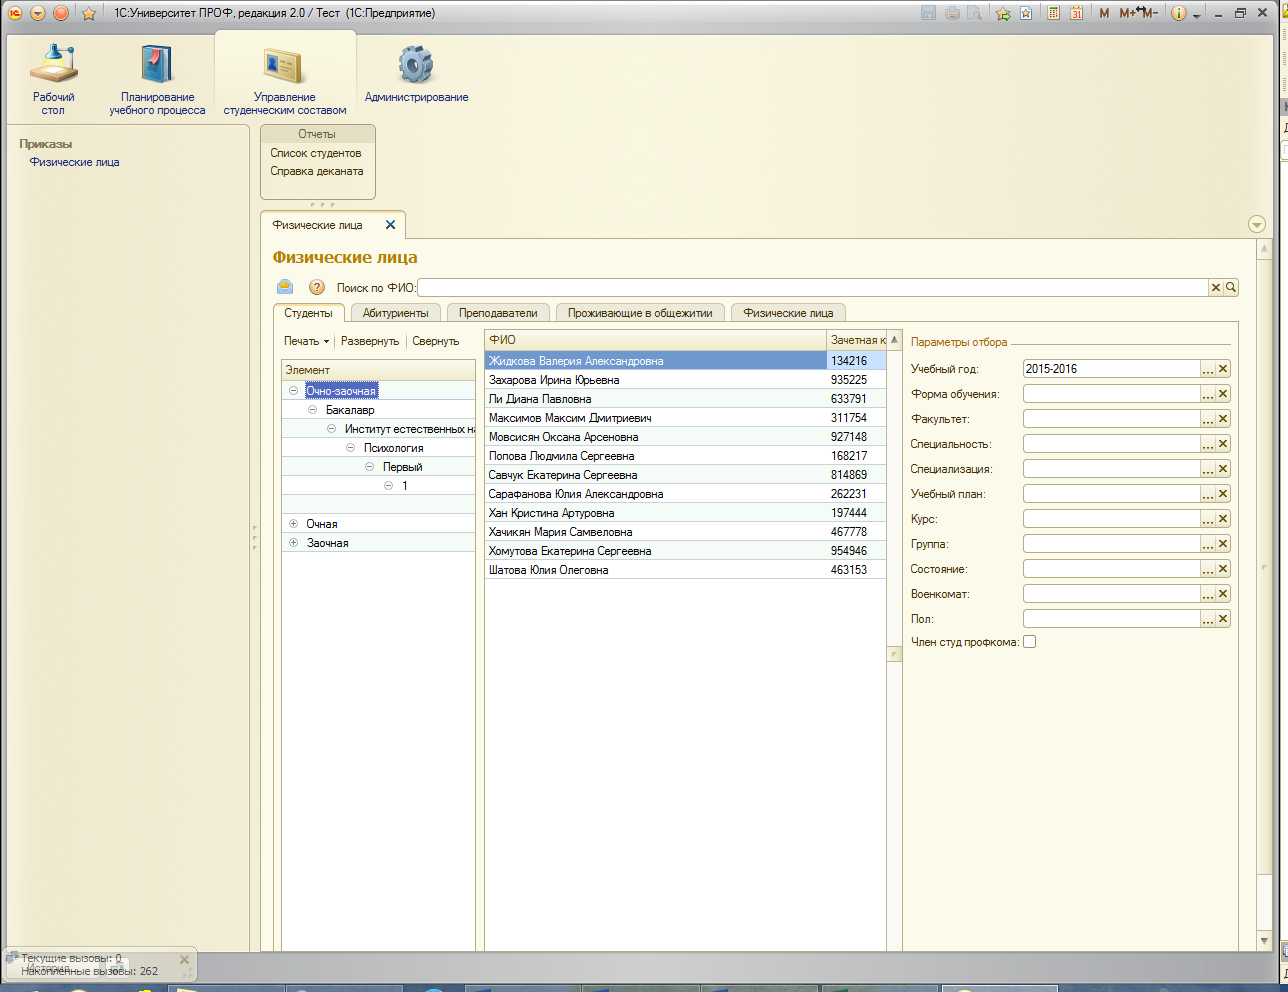 1С:Университет ПРОФ, редакция 2.0 / Тест (1С:Предприятие)
31 M M+ M-
Рабочий
стол
Планирование
учебного процесса
Управление
студенческим составом
Администрирование
Приказы
Физические лица
Отчеты
Список студентов
Справка деканата
Физические лица
Физические лица
Поиск по ФИО:
Студенты
Абитуриенты
Преподаватели
Проживающие в общежитии
Физические лица
Печать
Развернуть
Свернуть
Элемент
Очно-заочная
Бакалавр
Институт естественных на
Психология
Первый
1
Очная
Заочная
ФИО Зачетная к
Жидкова Валерия Александровна 134216
Захарова Ирина Юрьевна 935225
Ли Диана Павловна 633791
Максимов Максим Дмитриевич 311754
Мовсисян Оксана Арсеновна 927148
Попова Людмила Сергеевна 168217
Савчук Екатерина Сергеевна 814869
Сарафанова Юлия Александровна 262231
Хан Кристина Артуровна 197444
Хачикян Мария Самвеловна 467778
Хомутова Екатерина Сергеевна 954946
Шатова Юлия Олеговна 463153
Параметры отбора
Учебный год: 2015-2016
Форма обучения:
Факультет:
Специальность:
Специализация:
Учебный план:
Курс:
Группа:
Состояние:
Военкомат:
Пол:
Член студ профкома:
Текущие вызовы: 0
История
Накопленные вызовы: 262